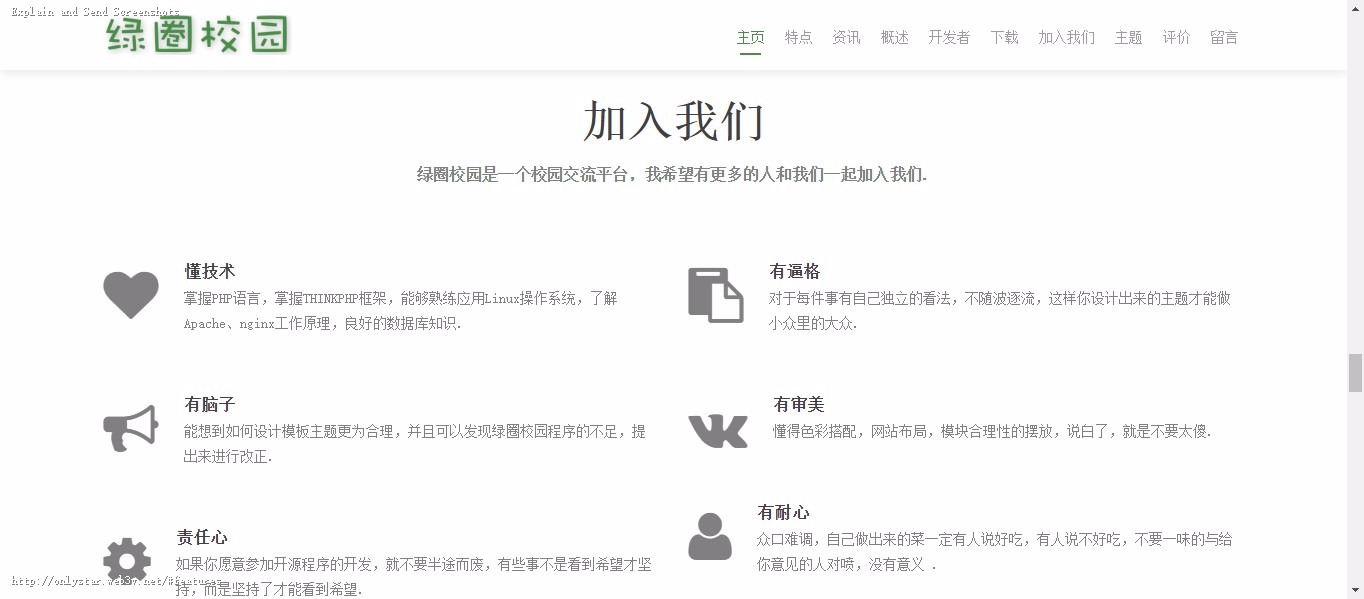 Explain and Send Screenshots
绿圈校园
主页 特点 资讯 概述 开发者 下载 加入我们 主题 评价 留言
加入我们
绿圈校园是一个校园交流平台，我希望有更多的人和我们一起加入我们.
懂技术
掌握PHP语言，掌握THINKPHP框架，能够熟练应用Linux操作系统，了解
Apache、nginx工作原理，良好的数据库知识.
有逼格
对于每件事有自己独立的看法，不随波逐流，这样你设计出来的主题才能做
小众里的大众.
有脑子
能想到如何设计模板主题更为合理，并且可以发现绿圈校园程序的不足，提
出来进行改正.
有审美
懂得色彩搭配，网站布局，模块合理性的摆放，说白了，就是不要太傻.
责任心
如果你愿意参加开源程序的开发，就不要半途而废，有些事不是看到希望才坚
持，而是坚持了才能看到希望.
有耐心
众口难调，自己做出来的菜一定有人说好吃，有人说不好吃，不要一味的与给
你意见的人对喷，没有意义 .
http://onlystar.web3v.net/#features